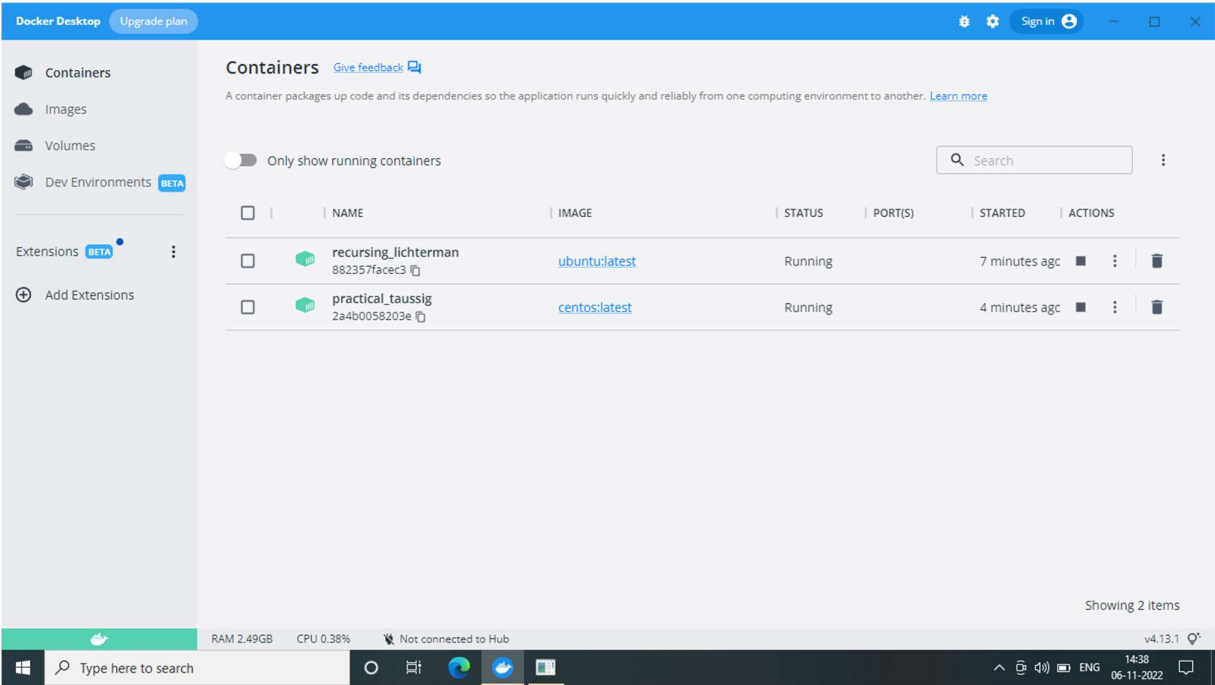 Docker Desktop Upgrade plan Sign in
Containers
Images
Volumes
Dev Environments BETA
Extensions BETA
Add Extensions
Containers Give feedback
A container packages up code and its dependencies so the application runs quickly and reliably from one computing environment to another. Learn more
Only show running containers
Search
NAME IMAGE STATUS PORT(S) STARTED ACTIONS
recursing_lichterman
882357facec3
ubuntu:latest Running 7 minutes agc
practical_taussig
2a4b0058203e
centos:latest Running 4 minutes agc
Showing 2 items
RAM 2.49GB CPU 0.38% Not connected to Hub v4.13.1
Type here to search
ENG
14:38
06-11-2022